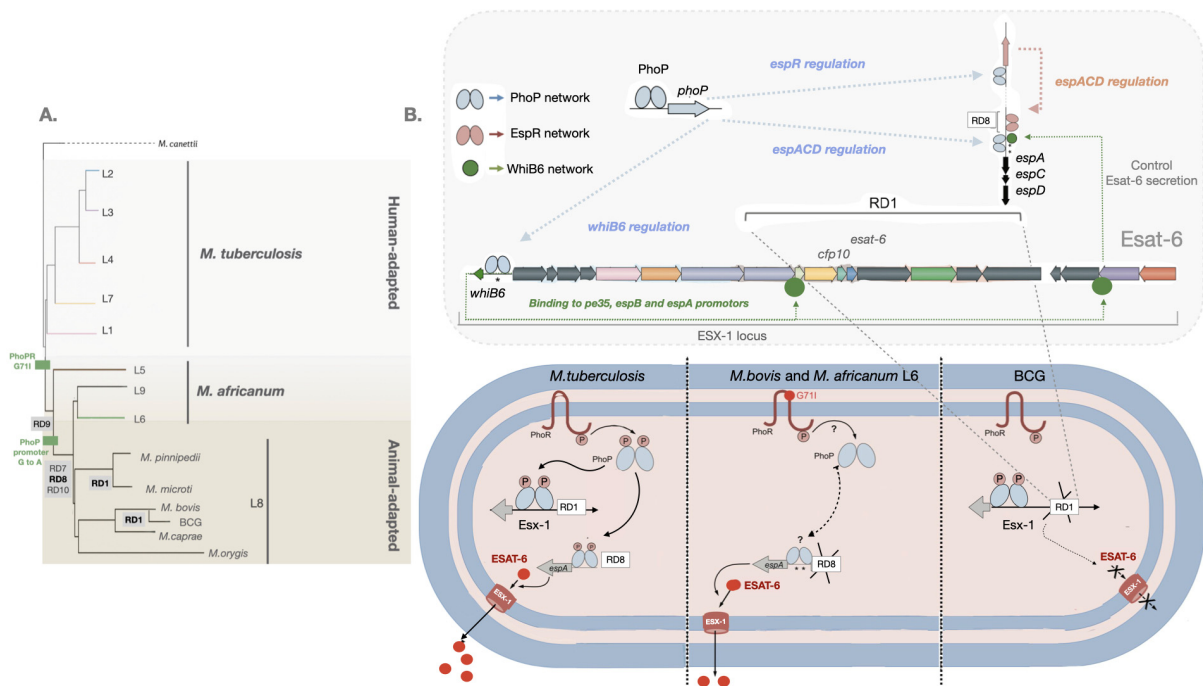 A.
M. canettii
L2
L3
L4
L7
L1
M. tuberculosis
Human-adapted
PhoPR
G71I
L5
L9
L6
M. africanum
RD9
PhoP
promoter
G to A
RD7
RD8
RD10
RD1
M. pinnipedii
M. microti
RD1
M. bovis
BCG
M.caprae
M.orygis
L8
Animal-adapted
B.
PhoP network
EspR network
WhiB6 network
PhoP
phoP
espR regulation
espACD regulation
espACD regulation
RD8
*
espA
espC
espD
Control
Esat-6 secretion
RD1
whiB6 regulation
esat-6
cfp10
Esat-6
*
whiB6
Binding to pe35, espB and espA promotors
ESX-1 locus
M.tuberculosis
PhoR
P
P P
PhoP
P P
RD1
Esx-1
P P
espA
RD8
ESAT-6
ESX-1
M.bovis and M. africanum L6
G71I
PhoR
P
?
PhoP
?
espA
* *
RD8
ESAT-6
ESX-1
BCG
PhoR
P
P P
RD1
Esx-1
ESAT-6
ESX-1